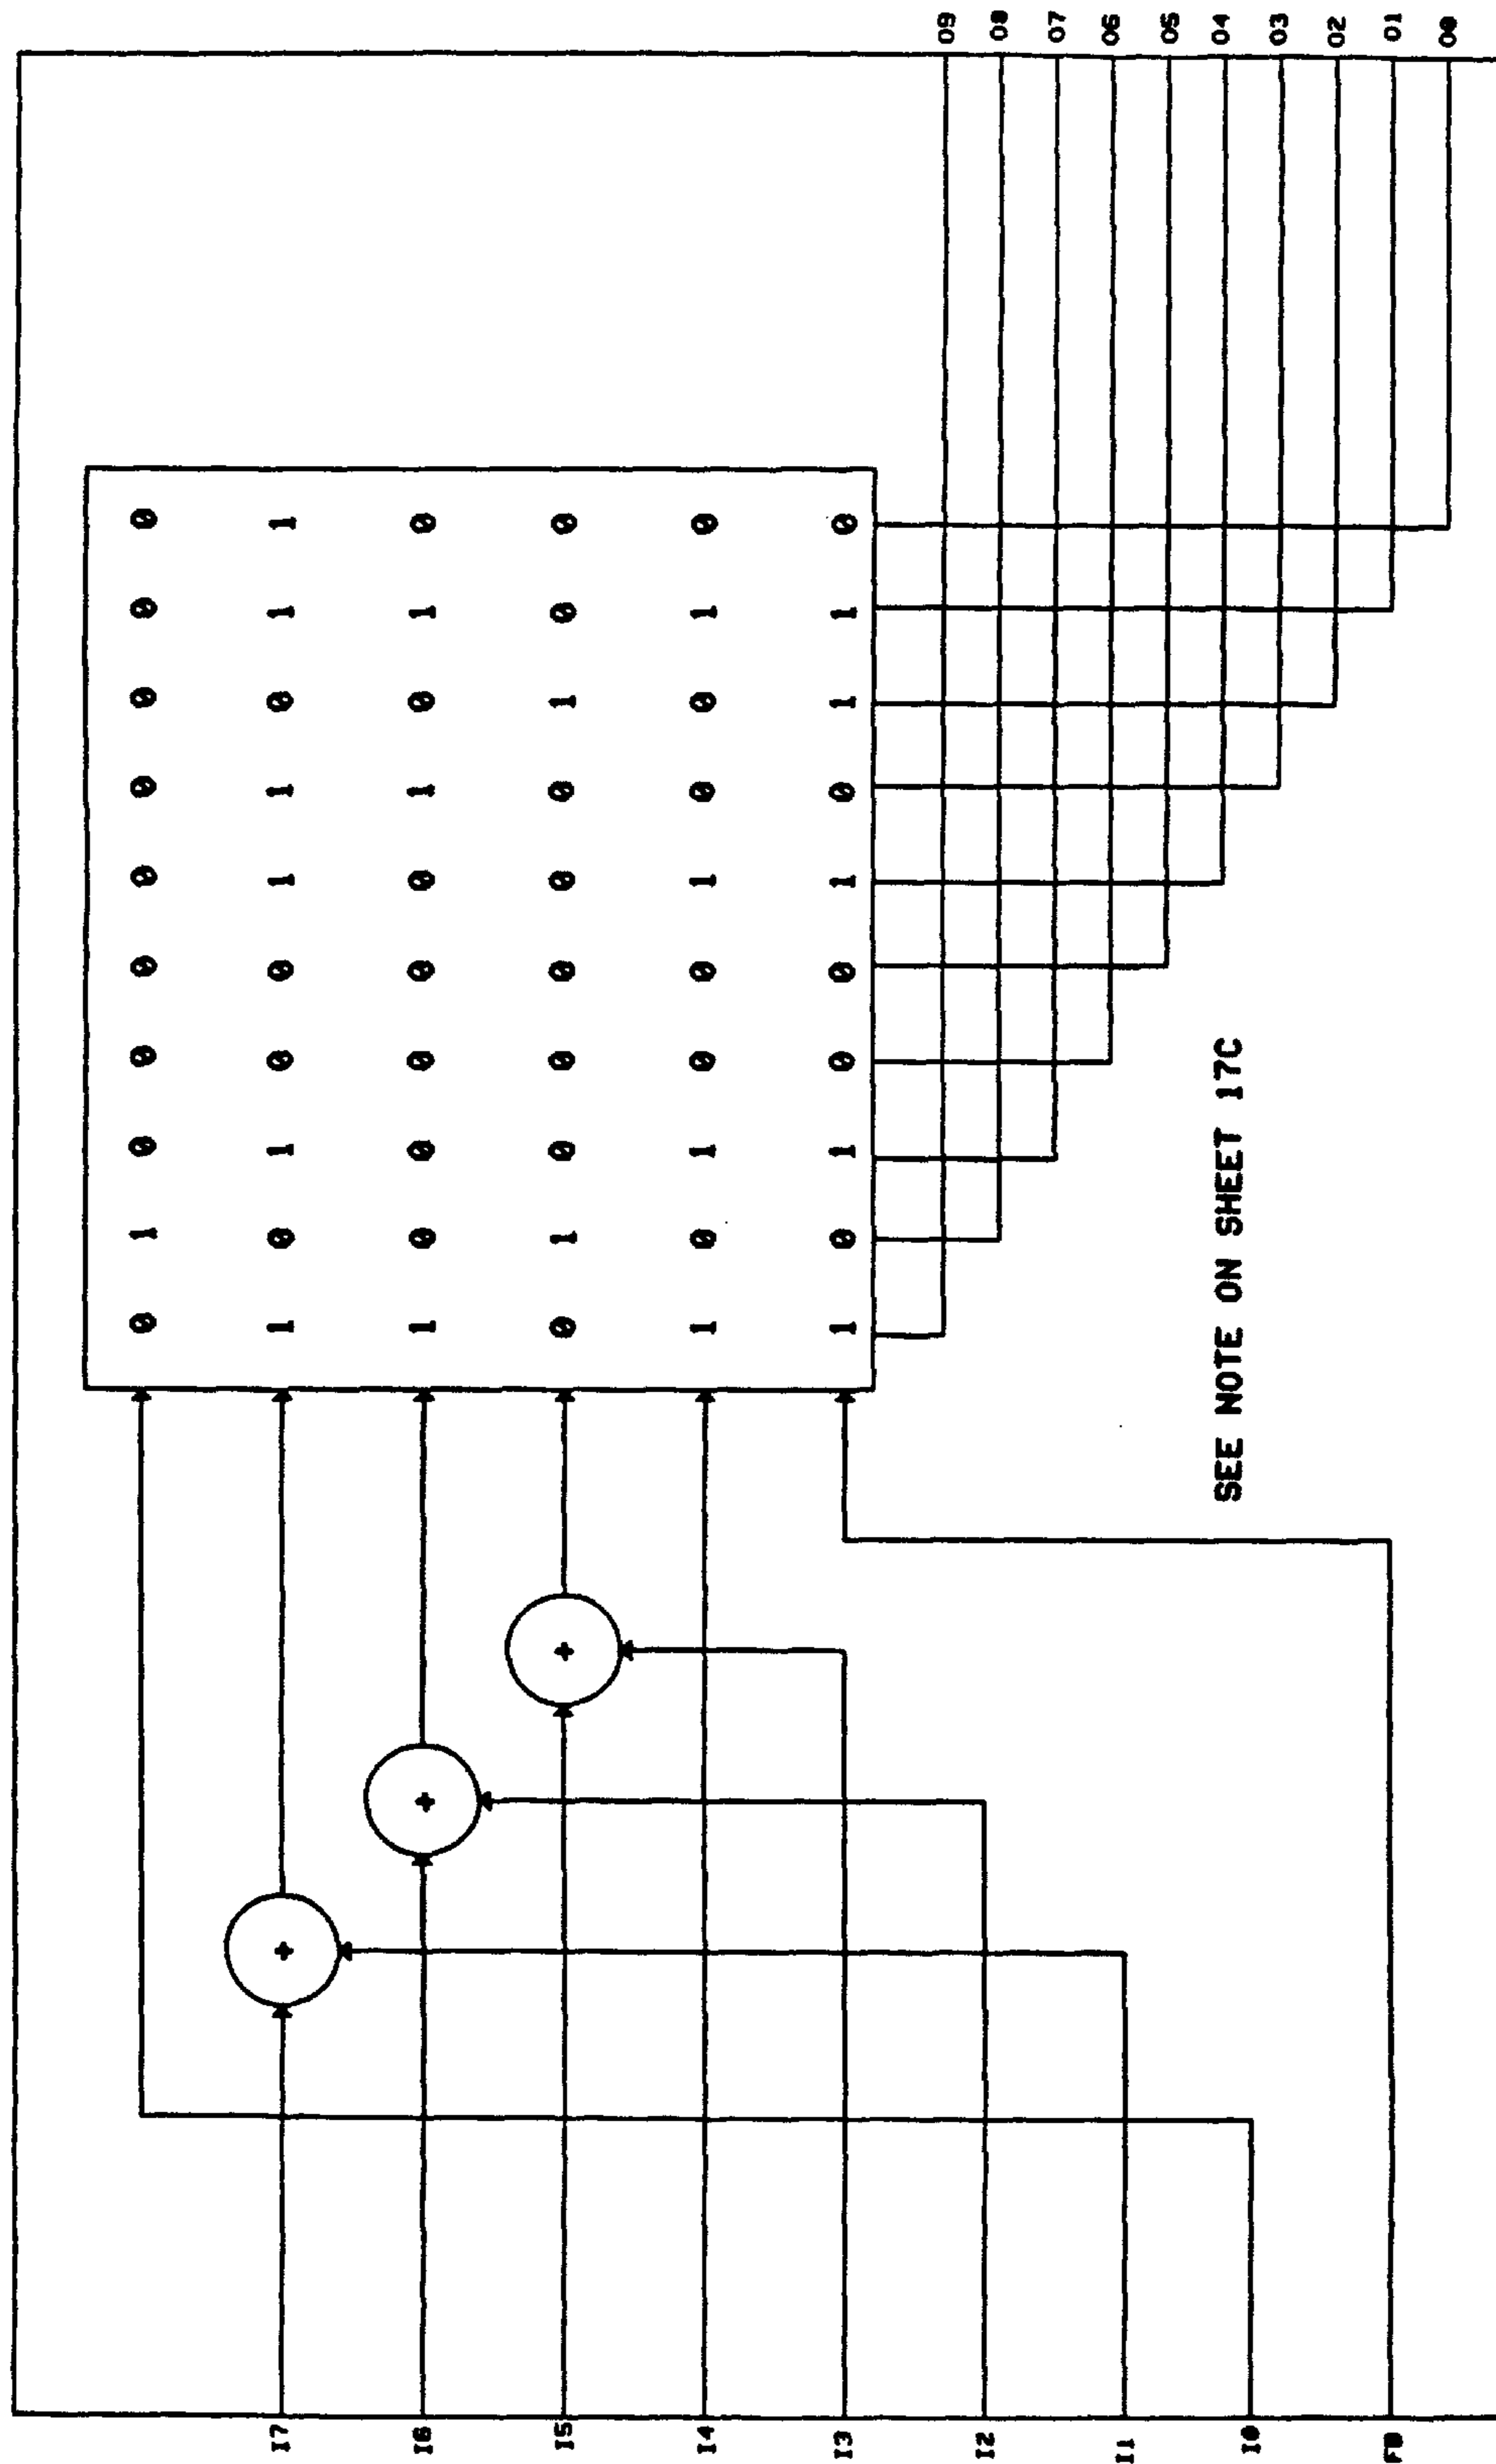 0 1 0 0 0 0 0 0 0 0
I7 + 1 0 1 0 0 1 1 0 1 1
I6 + 1 0 0 0 0 0 1 0 1 0
I5 + 0 1 0 0 0 0 0 1 0 0
I4 1 0 1 0 0 1 0 0 1 0
I3 1 0 1 0 0 1 0 1 1 0
O9
I2 O8
O7
I1 O6
O5
SEE NOTE ON SHEET 17C
I0 O4
O3
O2
FB O1
O0